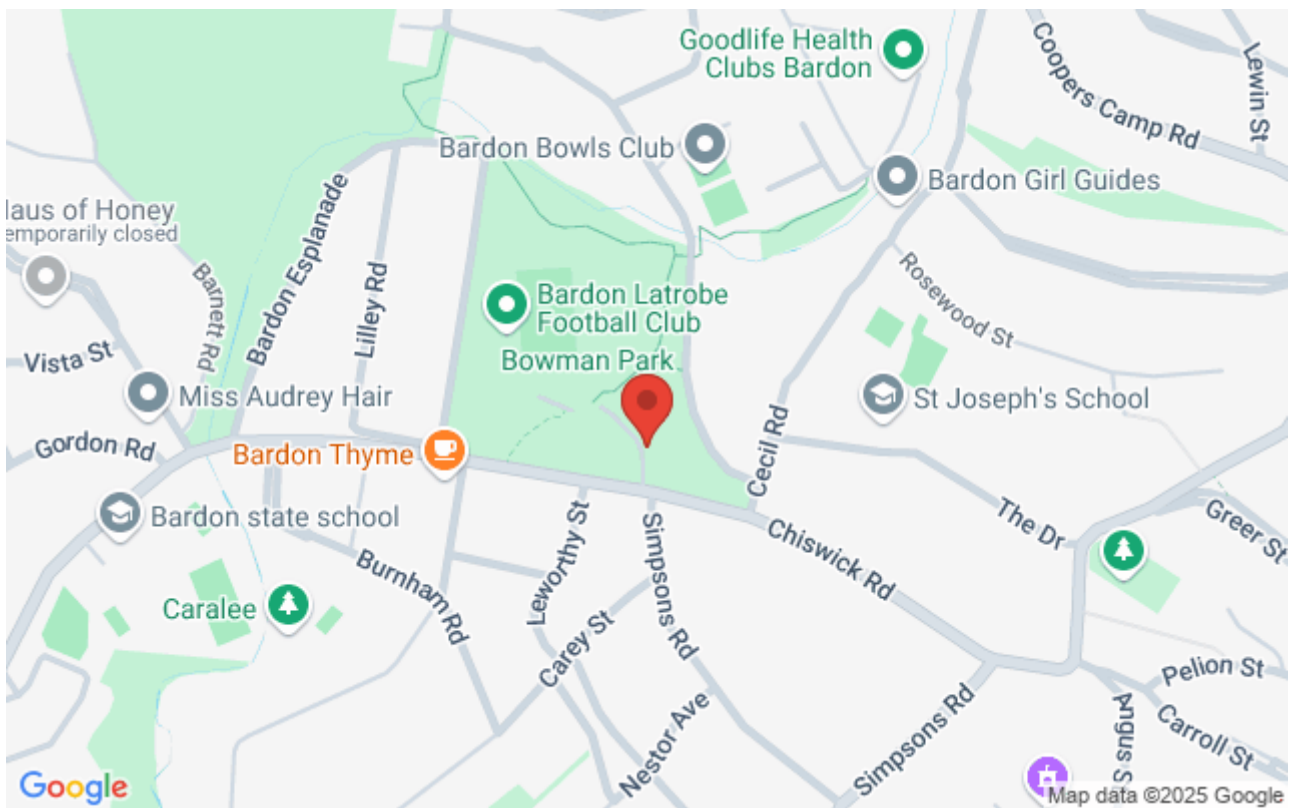 Goodlife Health
Clubs Bardon
Coopers Camp Rd
Lewin St
Bardon Bowls Club
Bardon Girl Guides
laus of Honey
emporarily closed
Bardon Esplanade
Barnett Rd
Lilley Rd
Bardon Latrobe
Football Club
Bowman Park
Rosewood St
Vista St
Miss Audrey Hair
St Joseph's School
Gordon Rd
Bardon Thyme
Cecil Rd
Bardon state school
The Dr
Greer St
Chiswick Rd
Burnham Rd
Leworthy St
Simpsons Rd
Caralee
Carey St
Pelion St
Nestor Ave
Simpsons Rd
Angus S
Carroll St
Google
Map data ©2025 Google